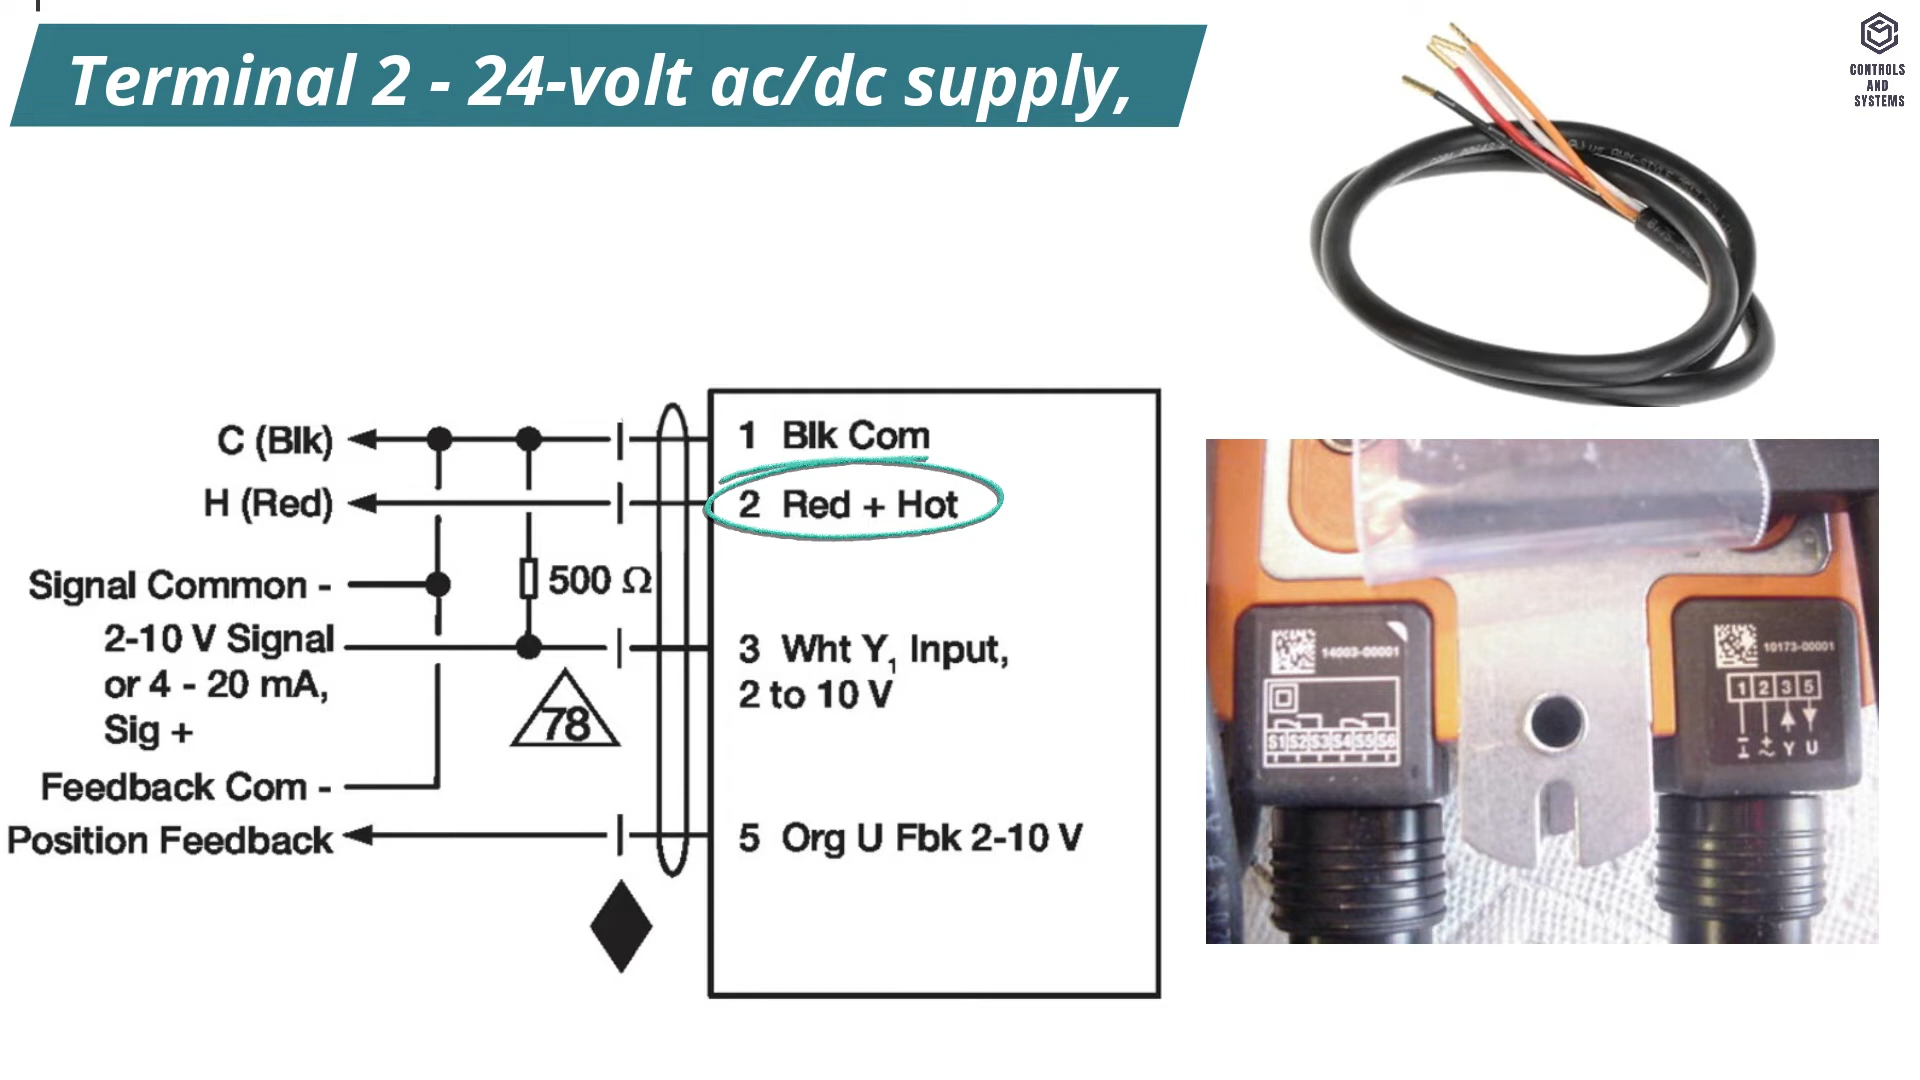 Terminal 2 - 24-volt ac/dc supply,
CONTROLS
AND
SYSTEMS
C (Blk)
H (Red)
Signal Common -
2-10 V Signal
or 4 - 20 mA,
Sig +
Feedback Com -
Position Feedback
500 Ω
78
1 Blk Com
2 Red + Hot
3 Wht Y1 Input,
2 to 10 V
5 Org U Fbk 2-10 V
14003-00001
S1 S2 S3 S4 S5 S6
10173-00001
1 2 3 5
Y U